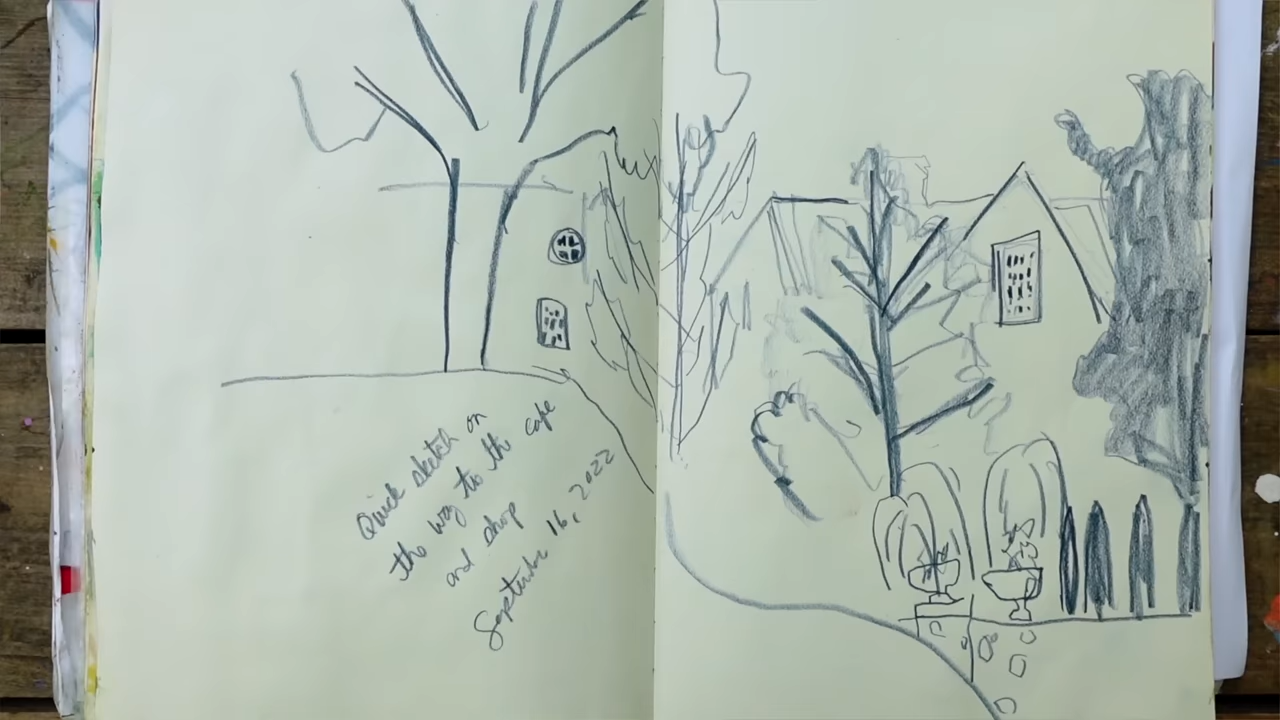 Quick sketch on
the way to the cafe
and shop
September 16, 2022